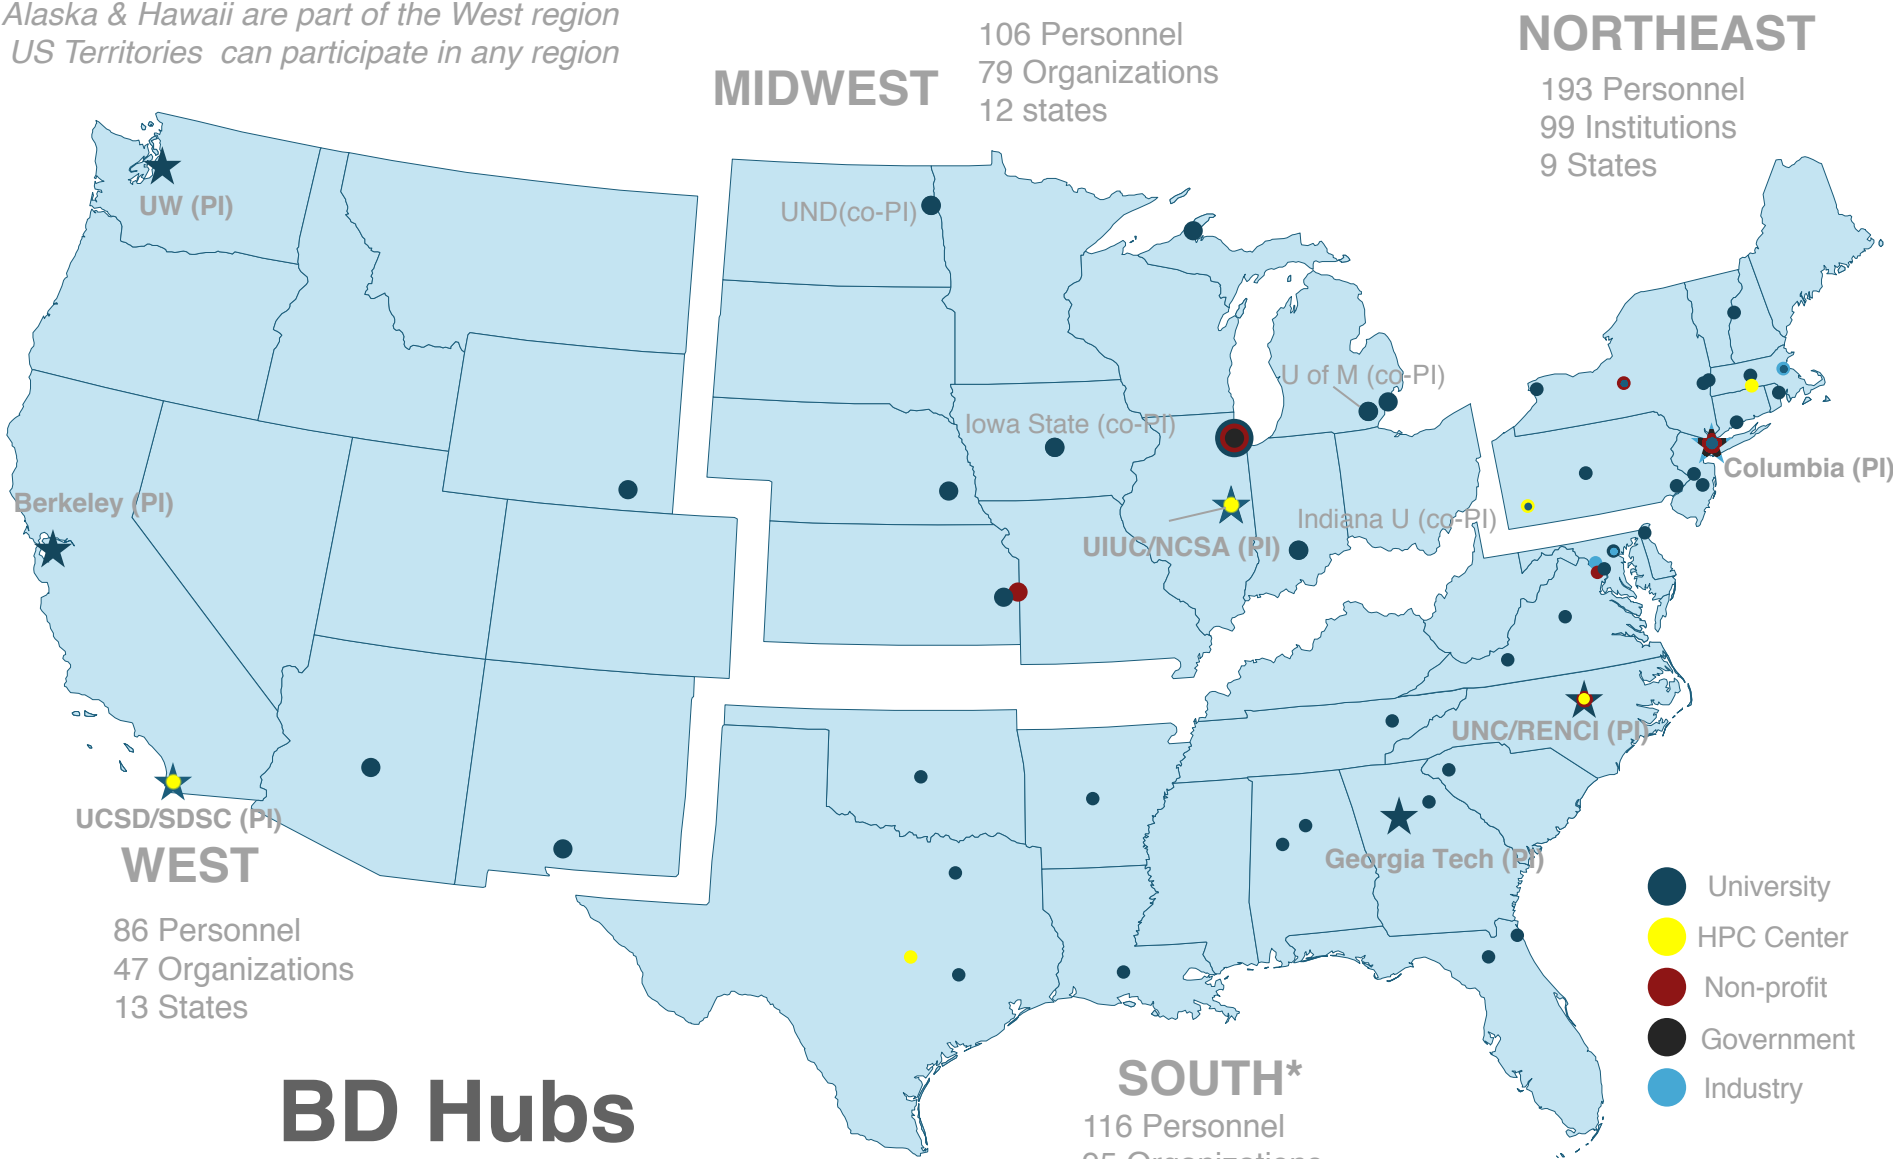 Alaska & Hawaii are part of the West region
US Territories can participate in any region
MIDWEST
106 Personnel
79 Organizations
12 states
NORTHEAST
193 Personnel
99 Institutions
9 States
UW (PI)
UND(co-PI)
U of M (co-PI)
Iowa State (co-PI)
Columbia (PI)
Berkeley (PI)
Indiana U (co-PI)
UIUC/NCSA (PI)
UNC/RENCI (PI)
UCSD/SDSC (PI)
WEST
86 Personnel
47 Organizations
13 States
Georgia Tech (PI)
University
HPC Center
Non-profit
Government
Industry
BD Hubs
SOUTH*
116 Personnel
Organizations